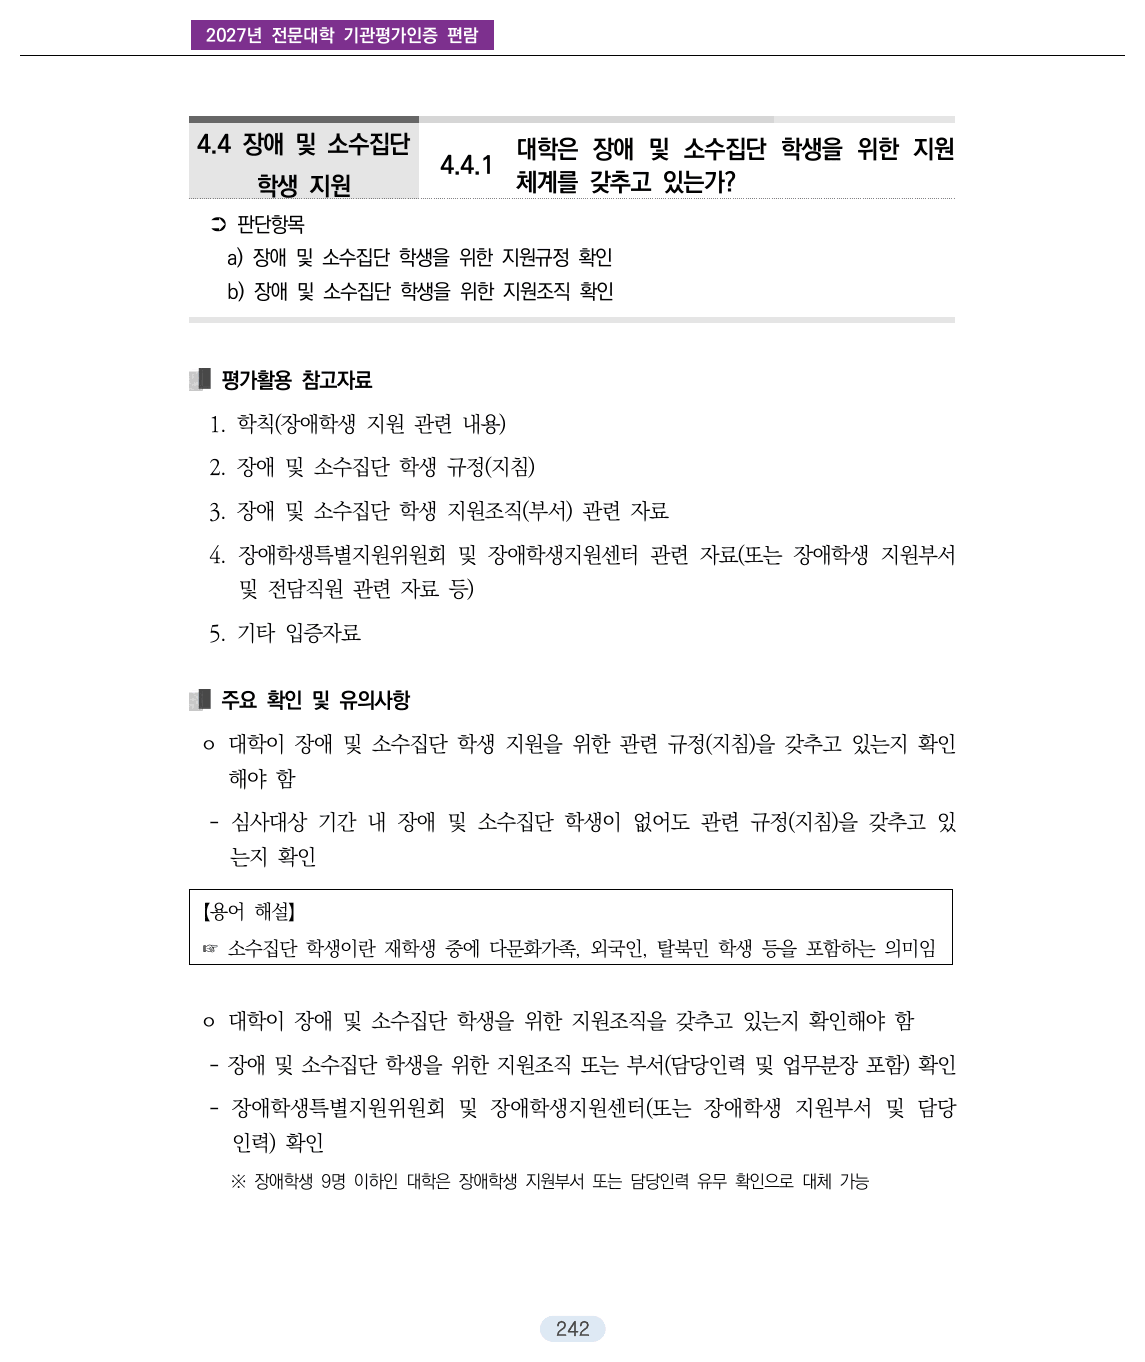 2027년 전문대학 기관평가인증 편람
4.4 장애 및 소수집단
학생 지원
4.4.1
대학은 장애 및 소수집단 학생을 위한 지원
체계를 갖추고 있는가?
➲ 판단항목
a) 장애 및 소수집단 학생을 위한 지원규정 확인
b) 장애 및 소수집단 학생을 위한 지원조직 확인
평가활용 참고자료
1. 학칙(장애학생 지원 관련 내용)
2. 장애 및 소수집단 학생 규정(지침)
3. 장애 및 소수집단 학생 지원조직(부서) 관련 자료
4. 장애학생특별지원위원회 및 장애학생지원센터 관련 자료(또는 장애학생 지원부서
및 전담직원 관련 자료 등)
5. 기타 입증자료
주요 확인 및 유의사항
ㅇ 대학이 장애 및 소수집단 학생 지원을 위한 관련 규정(지침)을 갖추고 있는지 확인
해야 함
- 심사대상 기간 내 장애 및 소수집단 학생이 없어도 관련 규정(지침)을 갖추고 있
는지 확인
【용어 해설】
☞ 소수집단 학생이란 재학생 중에 다문화가족, 외국인, 탈북민 학생 등을 포함하는 의미임
ㅇ 대학이 장애 및 소수집단 학생을 위한 지원조직을 갖추고 있는지 확인해야 함
- 장애 및 소수집단 학생을 위한 지원조직 또는 부서(담당인력 및 업무분장 포함) 확인
- 장애학생특별지원위원회 및 장애학생지원센터(또는 장애학생 지원부서 및 담당
인력) 확인
※ 장애학생 9명 이하인 대학은 장애학생 지원부서 또는 담당인력 유무 확인으로 대체 가능
242